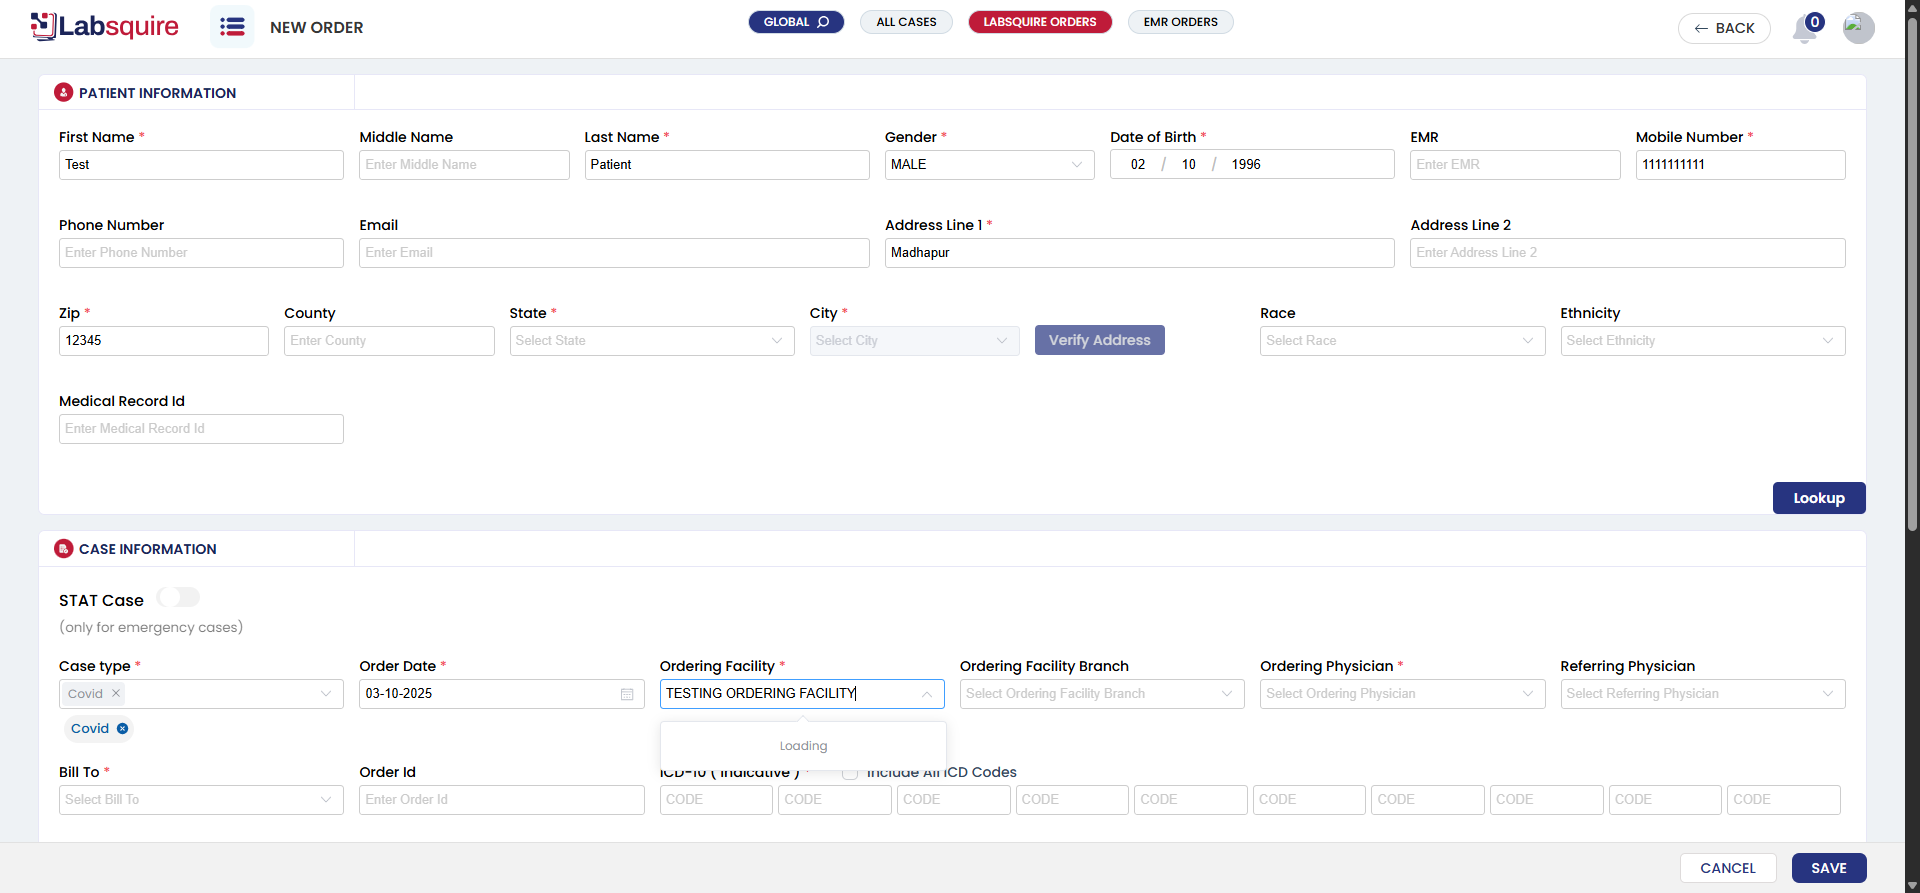 Labsquire
NEW ORDER
GLOBAL
ALL CASES
LABSQUIRE ORDERS
EMR ORDERS
BACK
0
PATIENT INFORMATION
First Name *
Middle Name
Last Name *
Gender *
Date of Birth *
EMR
Mobile Number *
Test
Enter Middle Name
Patient
MALE
02 / 10 / 1996
Enter EMR
1111111111
Phone Number
Email
Address Line 1 *
Address Line 2
Enter Phone Number
Enter Email
Madhapur
Enter Address Line 2
Zip *
County
State *
City *
Race
Ethnicity
12345
Enter County
Select State
Select City
Verify Address
Select Race
Select Ethnicity
Medical Record Id
Enter Medical Record Id
Lookup
CASE INFORMATION
STAT Case
(only for emergency cases)
Case type *
Order Date *
Ordering Facility *
Ordering Facility Branch
Ordering Physician *
Referring Physician
Covid
03-10-2025
TESTING ORDERING FACILITY
Select Ordering Facility Branch
Select Ordering Physician
Select Referring Physician
Covid
Loading
Bill To *
Order Id
ICD-10 ( Indicative ) *
Include All ICD Codes
Select Bill To
Enter Order Id
CODE
CODE
CODE
CODE
CODE
CODE
CODE
CODE
CODE
CODE
CANCEL
SAVE